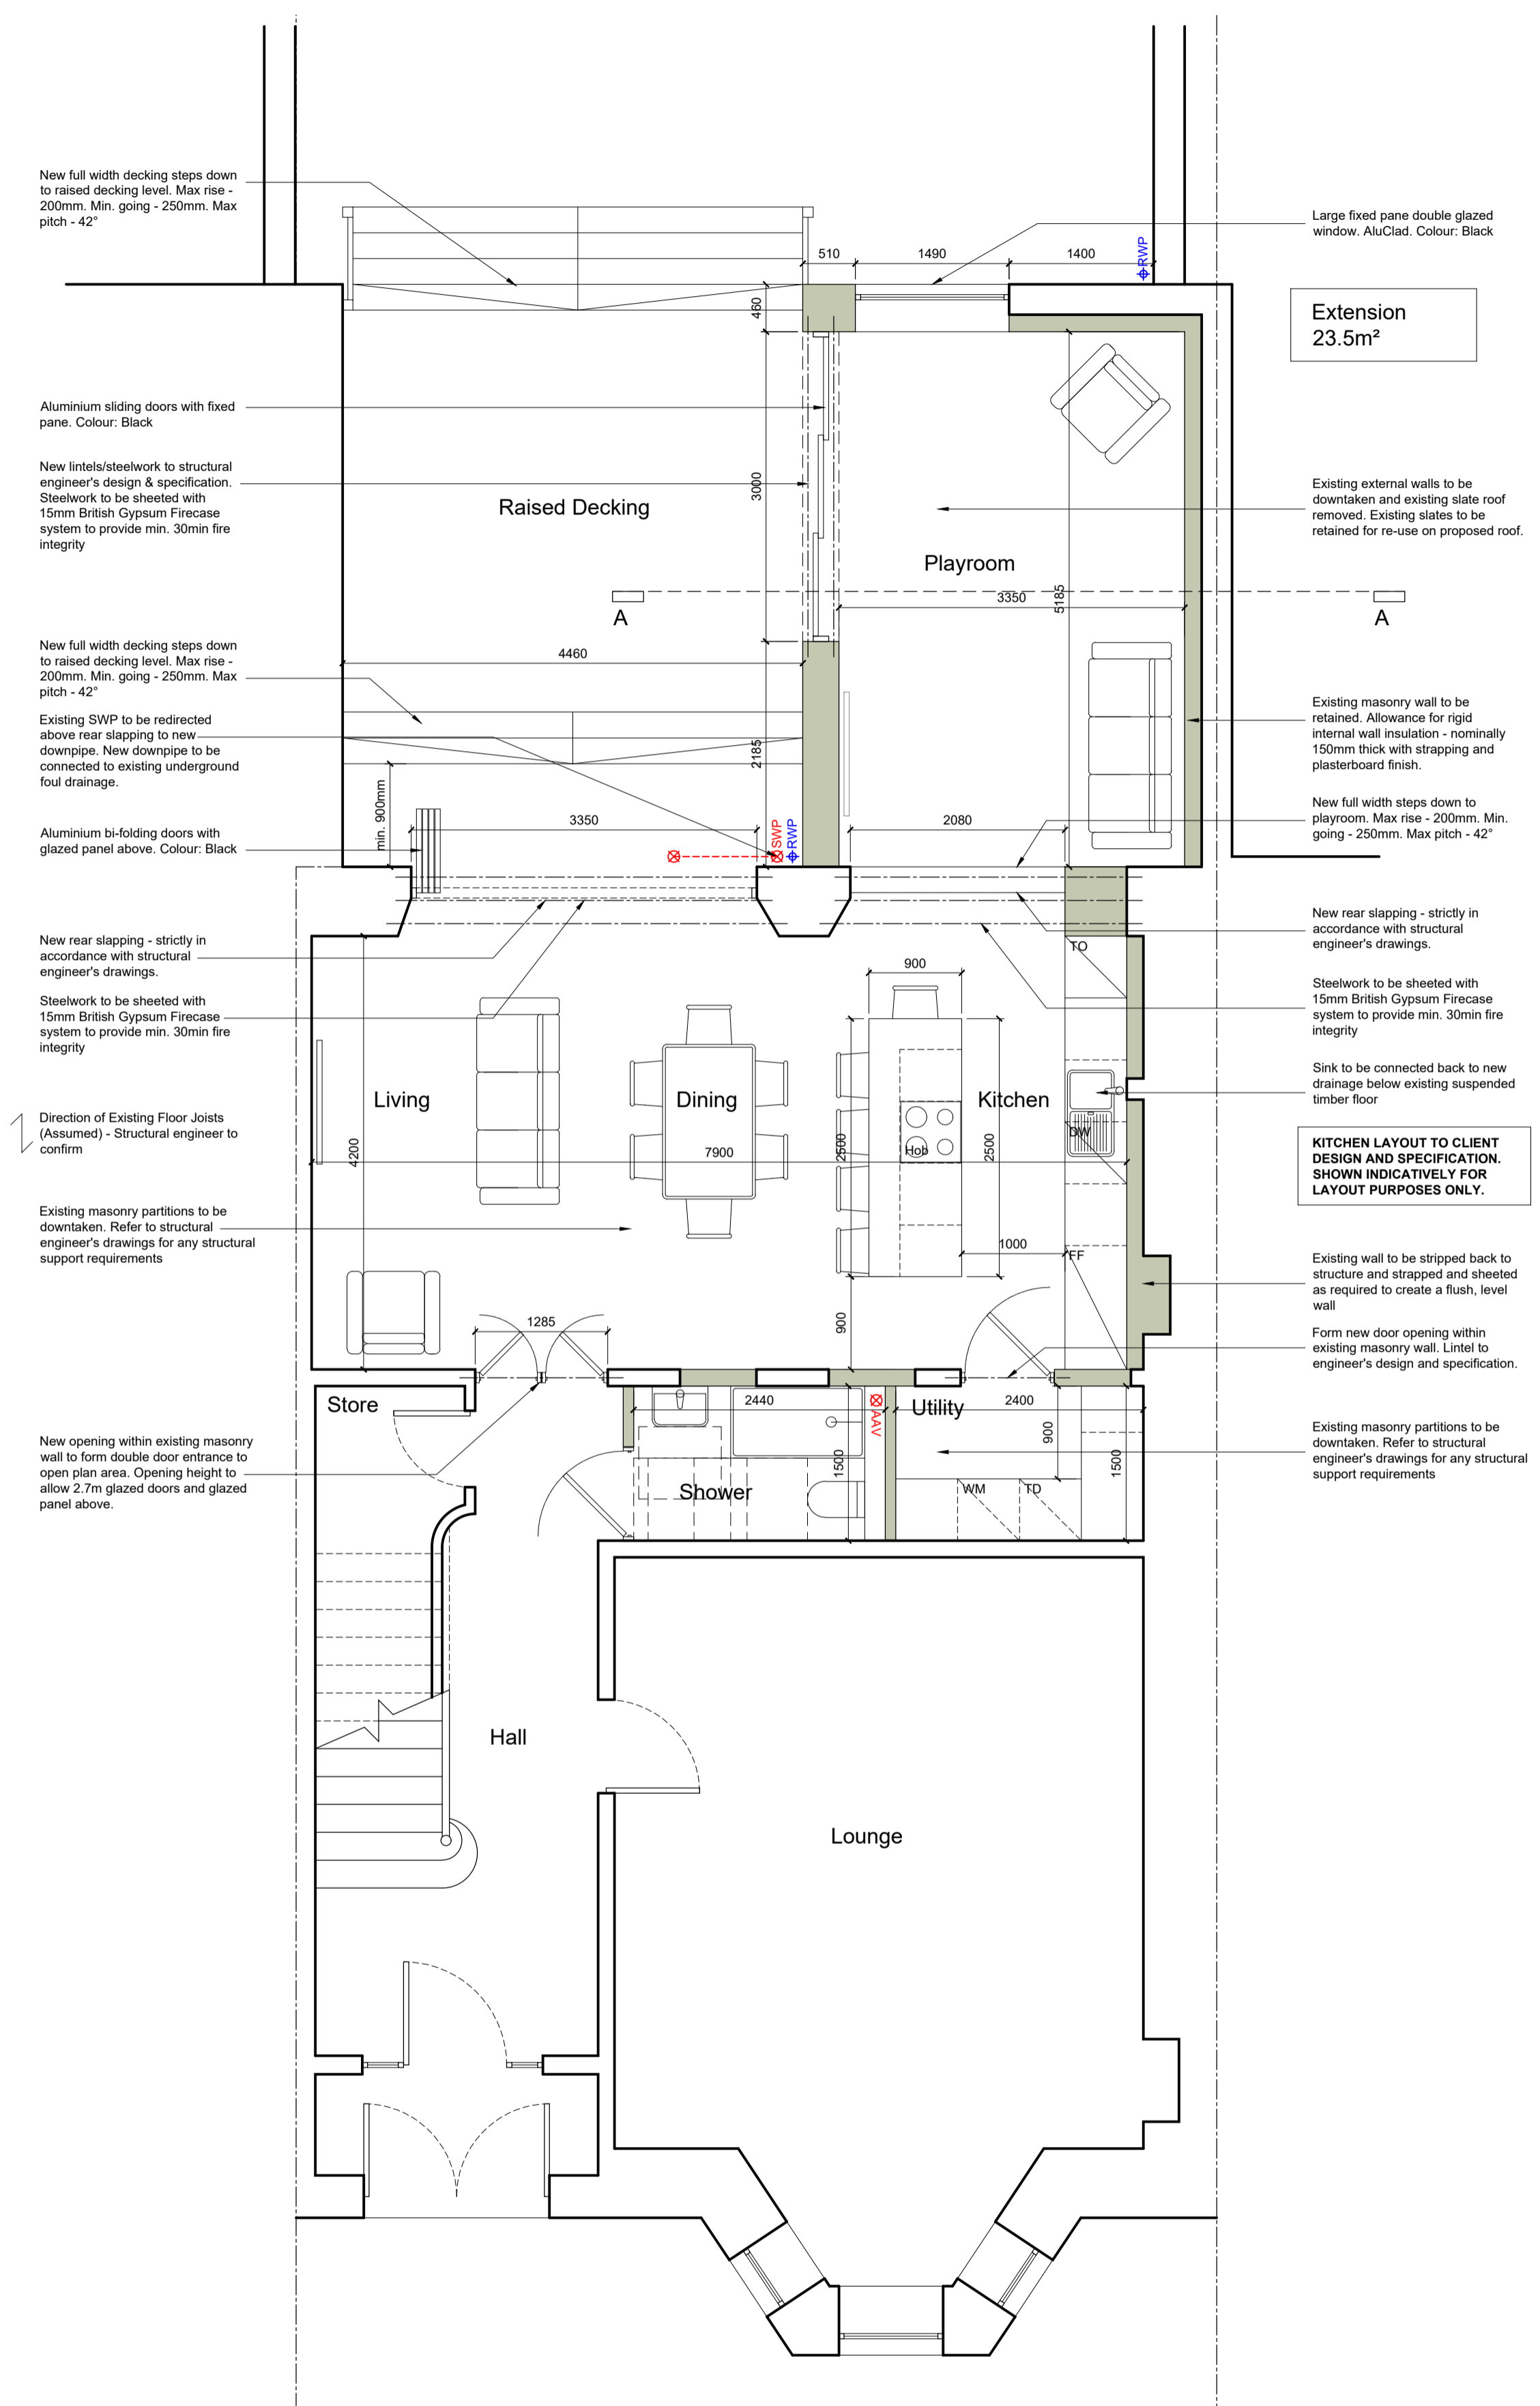 New full width decking steps down
to raised decking level. Max rise -
200mm. Min. going - 250mm. Max
pitch - 42°
Large fixed pane double glazed
window. AluClad. Colour: Black
RWP
510
1490
1400
460
Extension
23.5m²
Aluminium sliding doors with fixed
pane. Colour: Black
New lintels/steelwork to structural
engineer's design & specification.
Steelwork to be sheeted with
15mm British Gypsum Firecase
system to provide min. 30min fire
integrity
3000
Raised Decking
Existing external walls to be
downtaken and existing slate roof
removed. Existing slates to be
retained for re-use on proposed roof.
Playroom
3350
5185
A
A
4460
New full width decking steps down
to raised decking level. Max rise -
200mm. Min. going - 250mm. Max
pitch - 42°
Existing SWP to be redirected
above rear slapping to new
downpipe. New downpipe to be
connected to existing underground
foul drainage.
2185
Existing masonry wall to be
retained. Allowance for rigid
internal wall insulation - nominally
150mm thick with strapping and
plasterboard finish.
min. 900mm
3350
SWP
RWP
2080
New full width steps down to
playroom. Max rise - 200mm. Min.
going - 250mm. Max pitch - 42°
Aluminium bi-folding doors with
glazed panel above. Colour: Black
New rear slapping - strictly in
accordance with structural
engineer's drawings.
New rear slapping - strictly in
accordance with structural
engineer's drawings.
TO
900
Steelwork to be sheeted with
15mm British Gypsum Firecase
system to provide min. 30min fire
integrity
Steelwork to be sheeted with
15mm British Gypsum Firecase
system to provide min. 30min fire
integrity
Sink to be connected back to new
drainage below existing suspended
timber floor
Living
Dining
Kitchen
Direction of Existing Floor Joists
(Assumed) - Structural engineer to
confirm
4200
7900
2500
Hob
2500
DW
KITCHEN LAYOUT TO CLIENT
DESIGN AND SPECIFICATION.
SHOWN INDICATIVELY FOR
LAYOUT PURPOSES ONLY.
Existing masonry partitions to be
downtaken. Refer to structural
engineer's drawings for any structural
support requirements
1000
FF
Existing wall to be stripped back to
structure and strapped and sheeted
as required to create a flush, level
wall
1285
900
Form new door opening within
existing masonry wall. Lintel to
engineer's design and specification.
Store
2440
AAV
Utility
2400
900
1500
1500
New opening within existing masonry
wall to form double door entrance to
open plan area. Opening height to
allow 2.7m glazed doors and glazed
panel above.
Existing masonry partitions to be
downtaken. Refer to structural
engineer's drawings for any structural
support requirements
Shower
WM
TD
Hall
Lounge